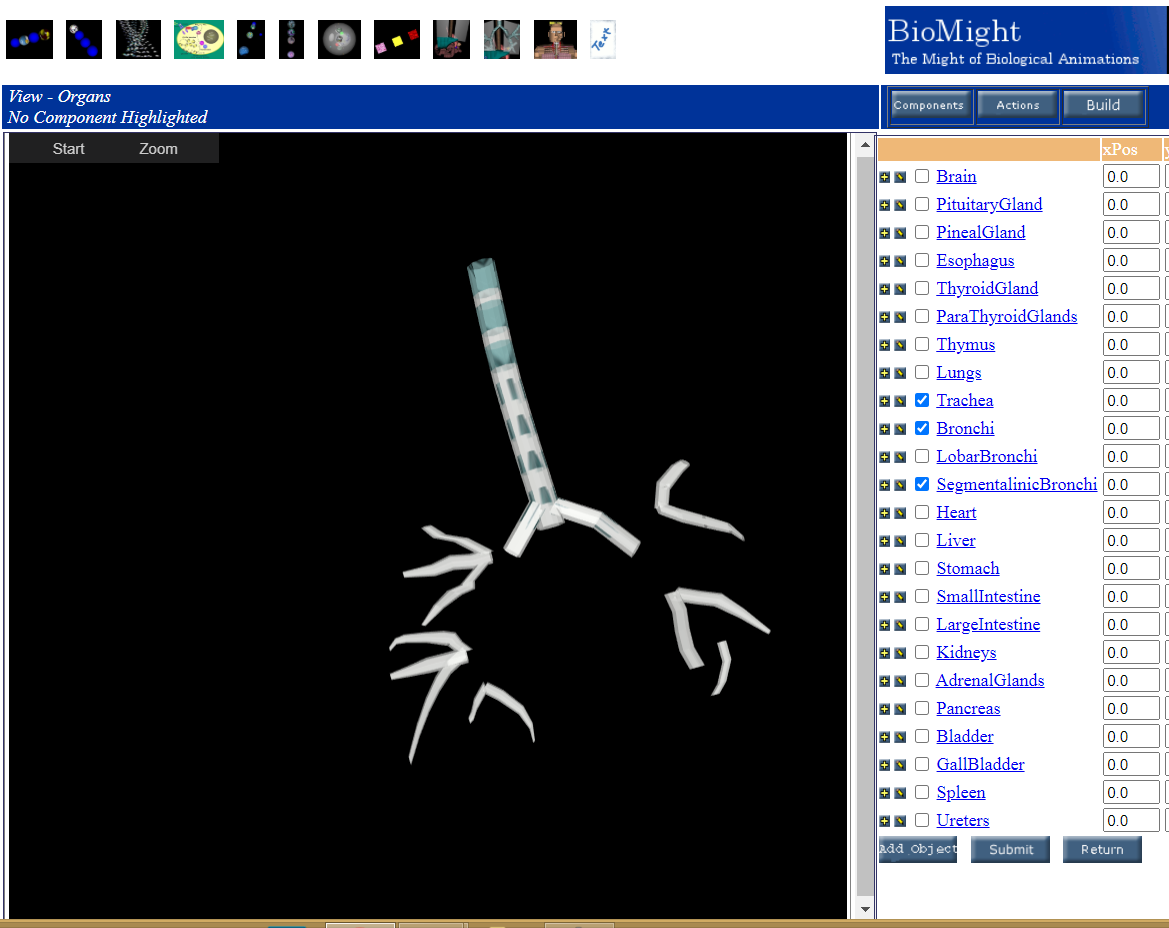 Text
BioMight
The Might of Biological Animations
View - Organs
No Component Highlighted
Components Actions Build
Start Zoom
xPos y
Brain 0.0
PituitaryGland 0.0
PinealGland 0.0
Esophagus 0.0
ThyroidGland 0.0
ParaThyroidGlands 0.0
Thymus 0.0
Lungs 0.0
Trachea 0.0
Bronchi 0.0
LobarBronchi 0.0
SegmentalinicBronchi 0.0
Heart 0.0
Liver 0.0
Stomach 0.0
SmallIntestine 0.0
LargeIntestine 0.0
Kidneys 0.0
AdrenalGlands 0.0
Pancreas 0.0
Bladder 0.0
GallBladder 0.0
Spleen 0.0
Ureters 0.0
Add Object Submit Return